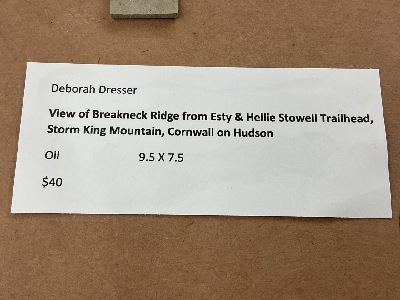 Deborah Dresser
View of Breakneck Ridge from Esty & Hellie Stowell Trailhead,
Storm King Mountain, Cornwall on Hudson
Oil 9.5 X 7.5
$40